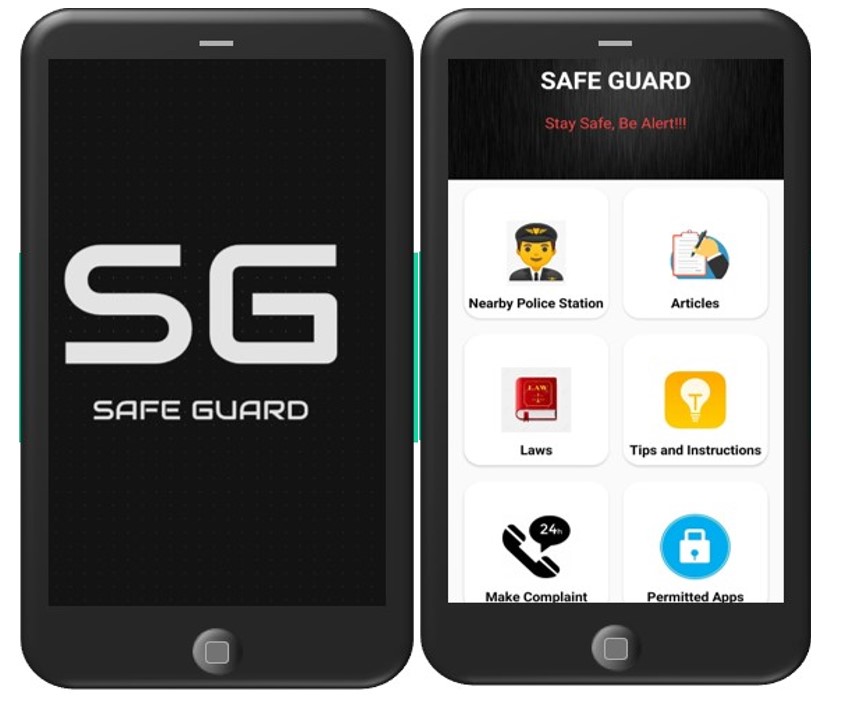 SG
SAFE GUARD
SAFE GUARD
Stay Safe, Be Alert!!!
Nearby Police Station
Articles
LAW
Laws
Tips and Instructions
24h
Make Complaint
Permitted Apps